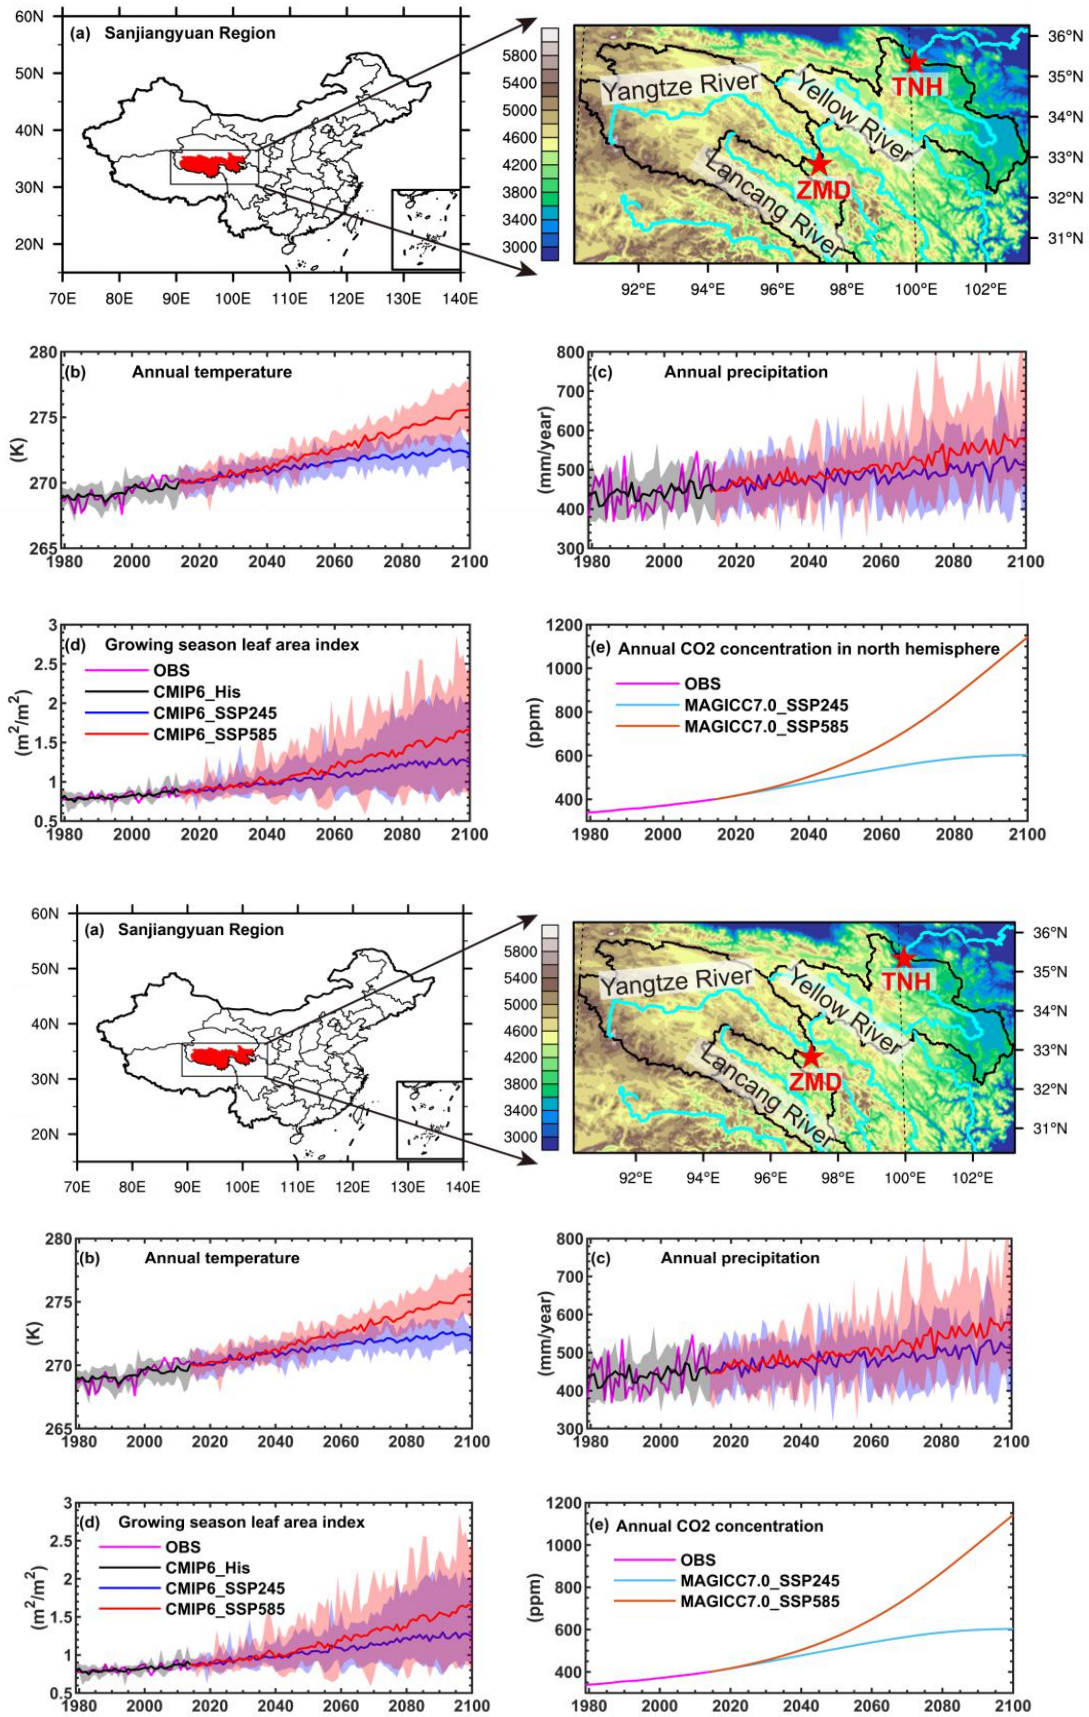 (a) Sanjiangyuan Region
60N
50N
40N
30N
20N
70E 80E 90E 100E 110E 120E 130E 140E
5800
5400
5000
4600
4200
3800
3400
3000
Yangtze River
Yellow River
Lancang River
TNH
ZMD
36°N
35°N
34°N
33°N
32°N
31°N
92°E 94°E 96°E 98°E 100°E 102°E
(b) Annual temperature
(K)
280
275
270
265
1980 2000 2020 2040 2060 2080 2100
(c) Annual precipitation
(mm/year)
800
700
600
500
400
300
1980 2000 2020 2040 2060 2080 2100
(d) Growing season leaf area index
OBS
CMIP6_His
CMIP6_SSP245
CMIP6_SSP585
(m²/m²)
3
2.5
2
1.5
1
0.5
1980 2000 2020 2040 2060 2080 2100
(e) Annual CO2 concentration in north hemisphere
OBS
MAGICC7.0_SSP245
MAGICC7.0_SSP585
(ppm)
1200
1000
800
600
400
1980 2000 2020 2040 2060 2080 2100
(a) Sanjiangyuan Region
60N
50N
40N
30N
20N
70E 80E 90E 100E 110E 120E 130E 140E
5800
5400
5000
4600
4200
3800
3400
3000
Yangtze River
Yellow River
Lancang River
TNH
ZMD
36°N
35°N
34°N
33°N
32°N
31°N
92°E 94°E 96°E 98°E 100°E 102°E
(b) Annual temperature
(K)
280
275
270
265
1980 2000 2020 2040 2060 2080 2100
(c) Annual precipitation
(mm/year)
800
700
600
500
400
300
1980 2000 2020 2040 2060 2080 2100
(d) Growing season leaf area index
OBS
CMIP6_His
CMIP6_SSP245
CMIP6_SSP585
(m²/m²)
3
2.5
2
1.5
1
0.5
1980 2000 2020 2040 2060 2080 2100
(e) Annual CO2 concentration
OBS
MAGICC7.0_SSP245
MAGICC7.0_SSP585
(ppm)
1200
1000
800
600
400
1980 2000 2020 2040 2060 2080 2100